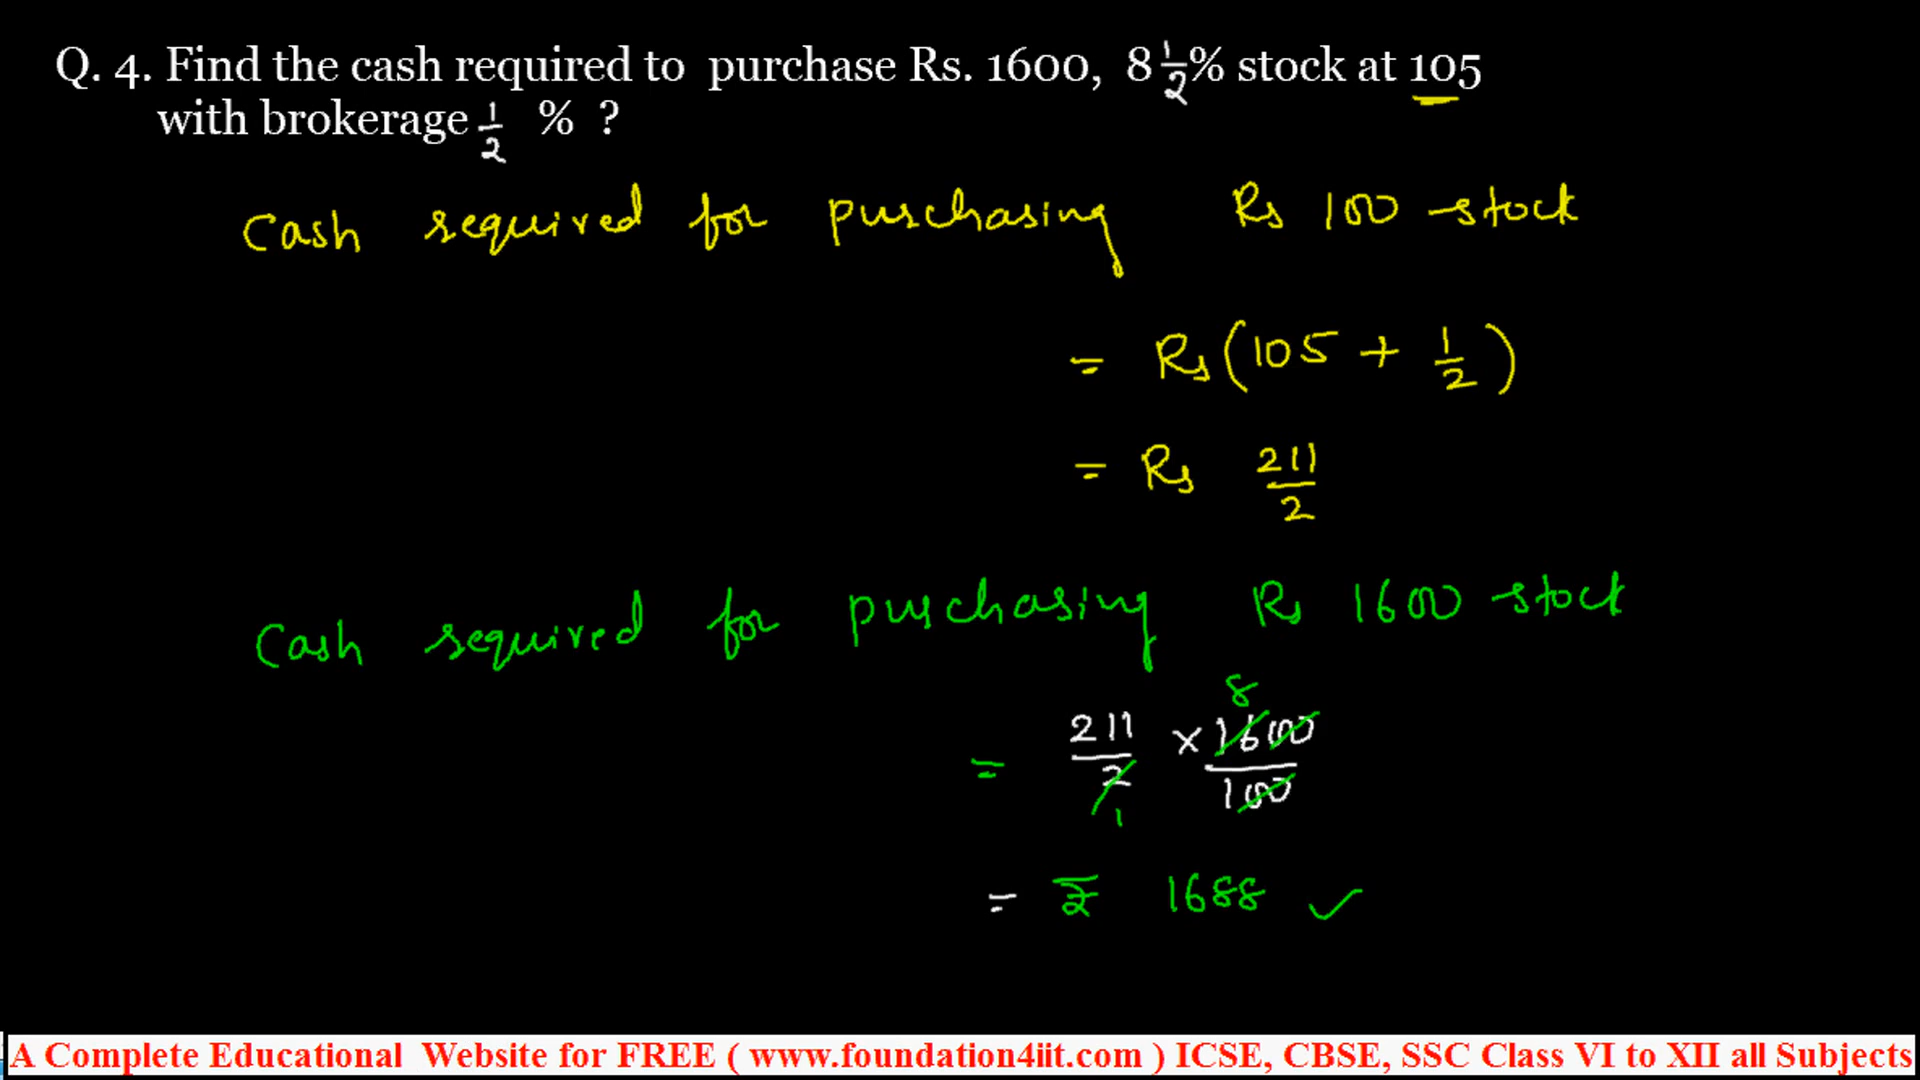 Q. 4. Find the cash required to purchase Rs. 1600, 8 1/2 % stock at 105
with brokerage 1/2 % ?
Cash required for purchasing Rs 100 stock
= Rs (105 + 1/2)
= Rs 211/2
Cash required for purchasing Rs 1600 stock
8
= 211/2 × 1600/100
1
= ₹ 1688 ✓
A Complete Educational Website for FREE ( www.foundation4iit.com ) ICSE, CBSE, SSC Class VI to XII all Subjects